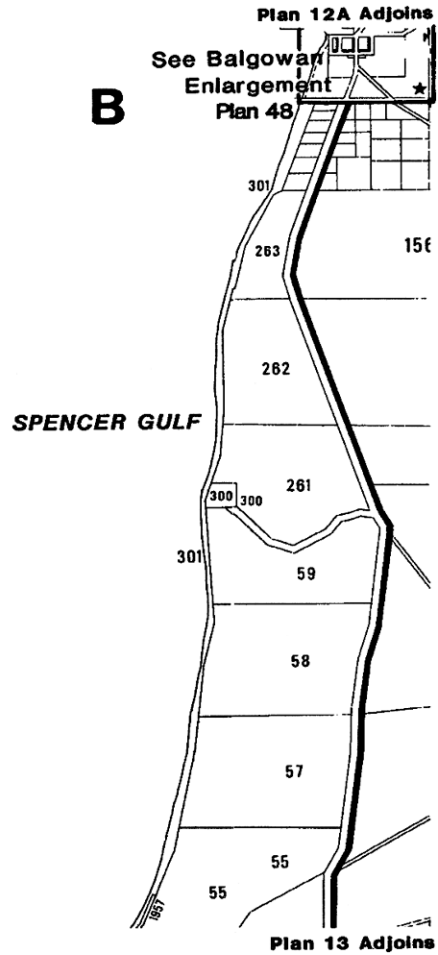 Plan 12A Adjoins
See Balgowan
Enlargement
Plan 48
B
301
263
156
262
SPENCER GULF
261
300
300
301
59
58
57
55
55
1957
Plan 13 Adjoins